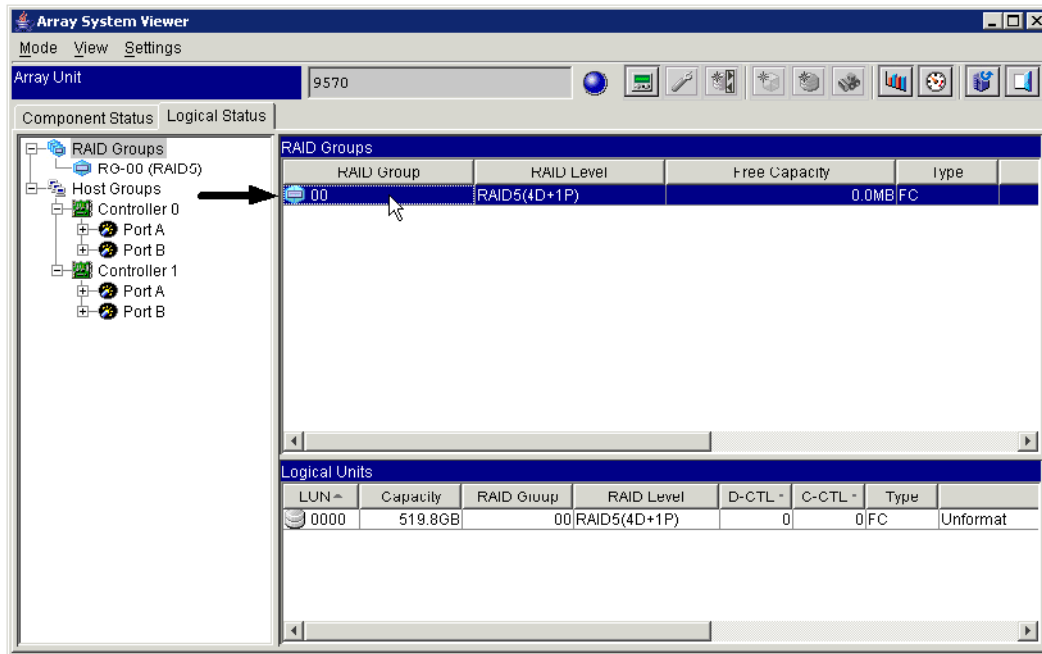 Array System Viewer
Mode View Settings
Array Unit 9570
Component Status Logical Status
RAID Groups
RG-00 (RAID5)
Host Groups
Controller 0
Port A
Port B
Controller 1
Port A
Port B
RAID Groups
RAID Group RAID Level Free Capacity Type
00 RAID5(4D+1P) 0.0MB FC
Logical Units
LUN Capacity RAID Group RAID Level D-CTL C-CTL Type
0000 519.8GB 00 RAID5(4D+1P) 0 0 FC Unformat